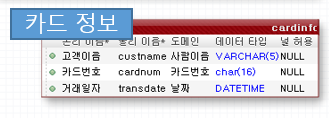 카드 정보
cardinfo
논리 이름* 물리 이름* 도메인 데이터 타입 널 허용
고객이름 custname 사람이름 VARCHAR(5) NULL
카드번호 cardnum 카드번호 char(16) NULL
거래일자 transdate 날짜 DATETIME NULL